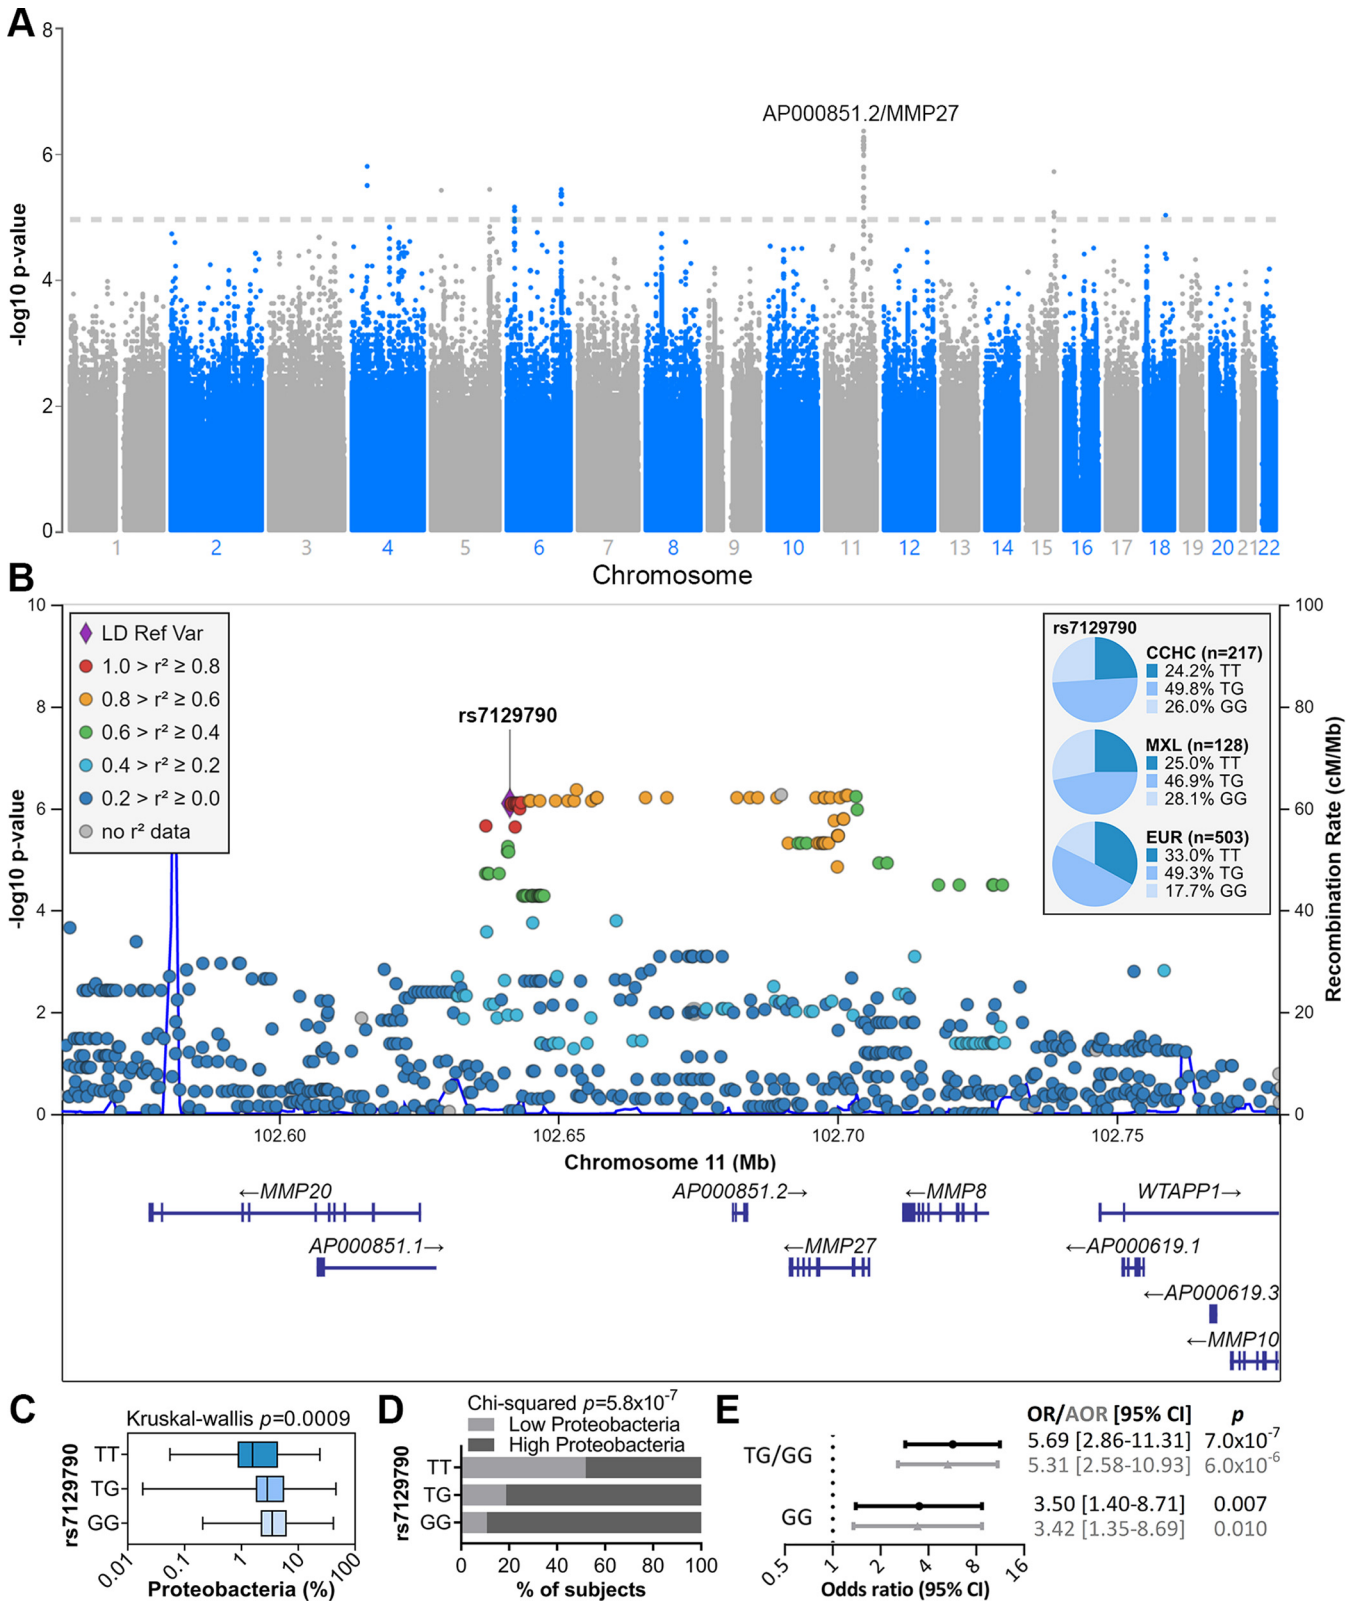 A
8
6
4
2
0
-log10 p-value
AP000851.2/MMP27
1 2 3 4 5 6 7 8 9 10 11 12 13 14 15 16 17 18 19 20 21 22
Chromosome
B
10
8
6
4
2
0
-log10 p-value
LD Ref Var
1.0 > r² ≥ 0.8
0.8 > r² ≥ 0.6
0.6 > r² ≥ 0.4
0.4 > r² ≥ 0.2
0.2 > r² ≥ 0.0
no r² data
rs7129790
rs7129790
CCHC (n=217)
24.2% TT
49.8% TG
26.0% GG
MXL (n=128)
25.0% TT
46.9% TG
28.1% GG
EUR (n=503)
33.0% TT
49.3% TG
17.7% GG
100
80
60
40
20
0
Recombination Rate (cM/Mb)
102.60 102.65 102.70 102.75
Chromosome 11 (Mb)
←MMP20 AP000851.2→ ←MMP8 WTAPP1→
AP000851.1→ ←MMP27 ←AP000619.1
←AP000619.3
←MMP10
C
Kruskal-wallis p=0.0009
rs7129790
TT
TG
GG
0.01 0.1 1 10 100
Proteobacteria (%)
D
Chi-squared p=5.8x10-7
Low Proteobacteria
High Proteobacteria
rs7129790
TT
TG
GG
0 20 40 60 80 100
% of subjects
E
OR/AOR [95% CI] p
TG/GG
5.69 [2.86-11.31] 7.0x10-7
5.31 [2.58-10.93] 6.0x10-6
GG
3.50 [1.40-8.71] 0.007
3.42 [1.35-8.69] 0.010
0.5 1 2 4 8 16
Odds ratio (95% CI)